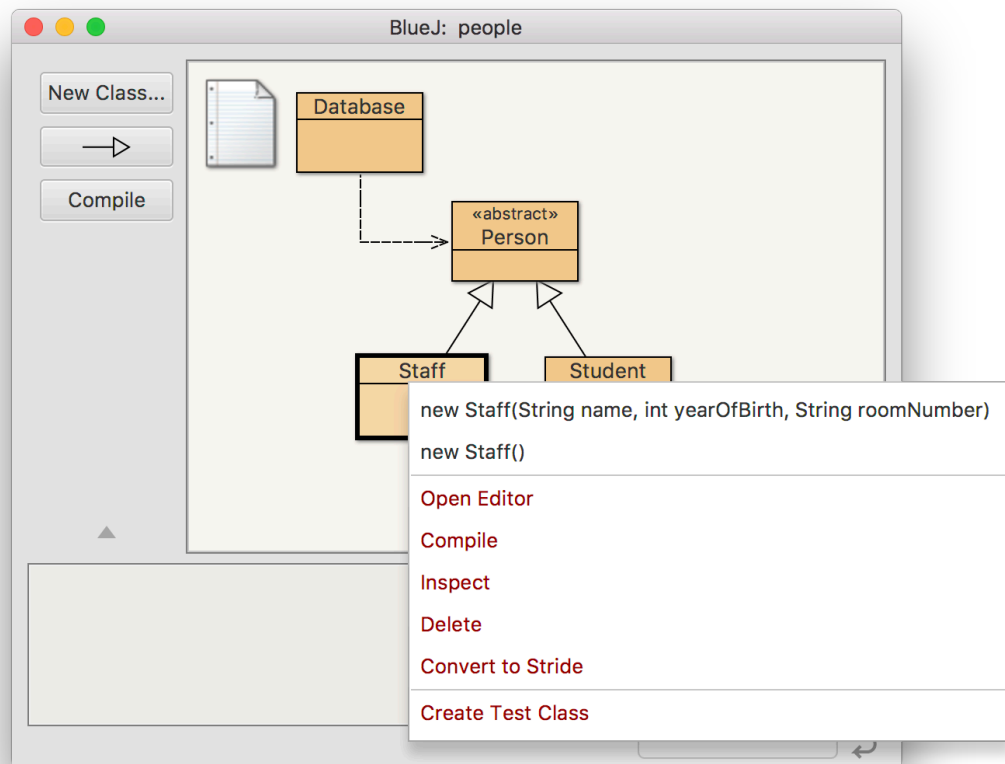 BlueJ:  people
New Class...
Compile
Database
«abstract»
Person
Staff
Student
new Staff(String name, int yearOfBirth, String roomNumber)
new Staff()
Open Editor
Compile
Inspect
Delete
Convert to Stride
Create Test Class